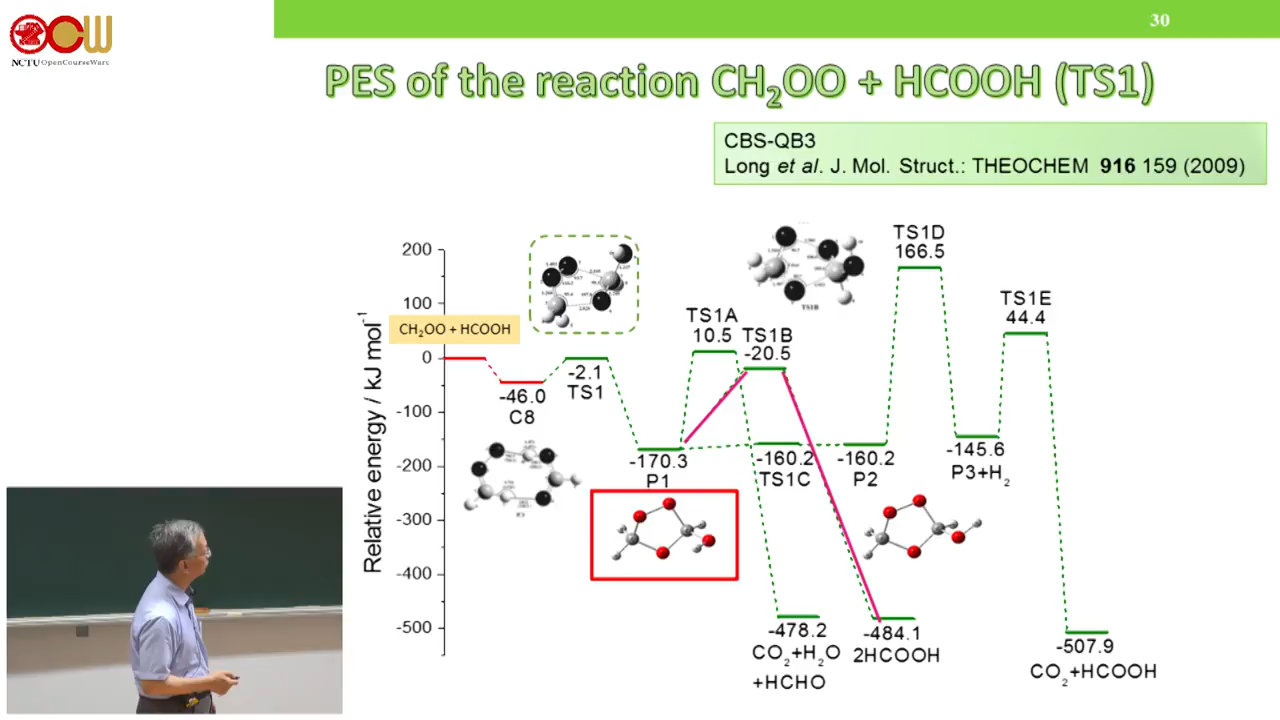 30
NCTU OpenCourseWare
OCW
PES of the reaction CH₂OO + HCOOH (TS1)
CBS-QB3
Long et al. J. Mol. Struct.: THEOCHEM 916 159 (2009)
Relative energy / kJ mol⁻¹
200
100
0
-100
-200
-300
-400
-500
CH₂OO + HCOOH
-46.0
C8
-2.1
TS1
-170.3
P1
TS1A
10.5
TS1B
-20.5
TS1B
-160.2
TS1C
-160.2
P2
TS1D
166.5
-145.6
P3+H₂
TS1E
44.4
-478.2
CO₂+H₂O
+HCHO
-484.1
2HCOOH
-507.9
CO₂+HCOOH